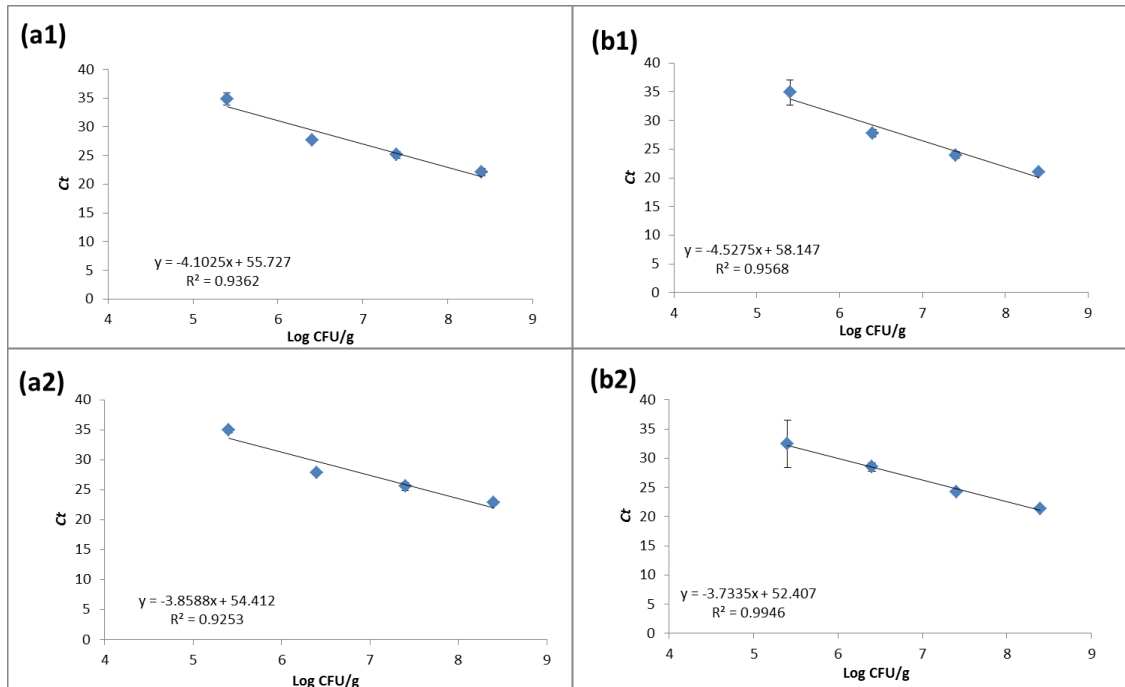 (a1)
40
35
30
25
20
15
10
5
0
Ct
y = -4.1025x + 55.727
R² = 0.9362
4 5 6 7 8 9
Log CFU/g
(b1)
40
35
30
25
20
15
10
5
0
Ct
y = -4.5275x + 58.147
R² = 0.9568
4 5 6 7 8 9
Log CFU/g
(a2)
40
35
30
25
20
15
10
5
0
Ct
y = -3.8588x + 54.412
R² = 0.9253
4 5 6 7 8 9
Log CFU/g
(b2)
40
35
30
25
20
15
10
5
0
Ct
y = -3.7335x + 52.407
R² = 0.9946
4 5 6 7 8 9
Log CFU/g